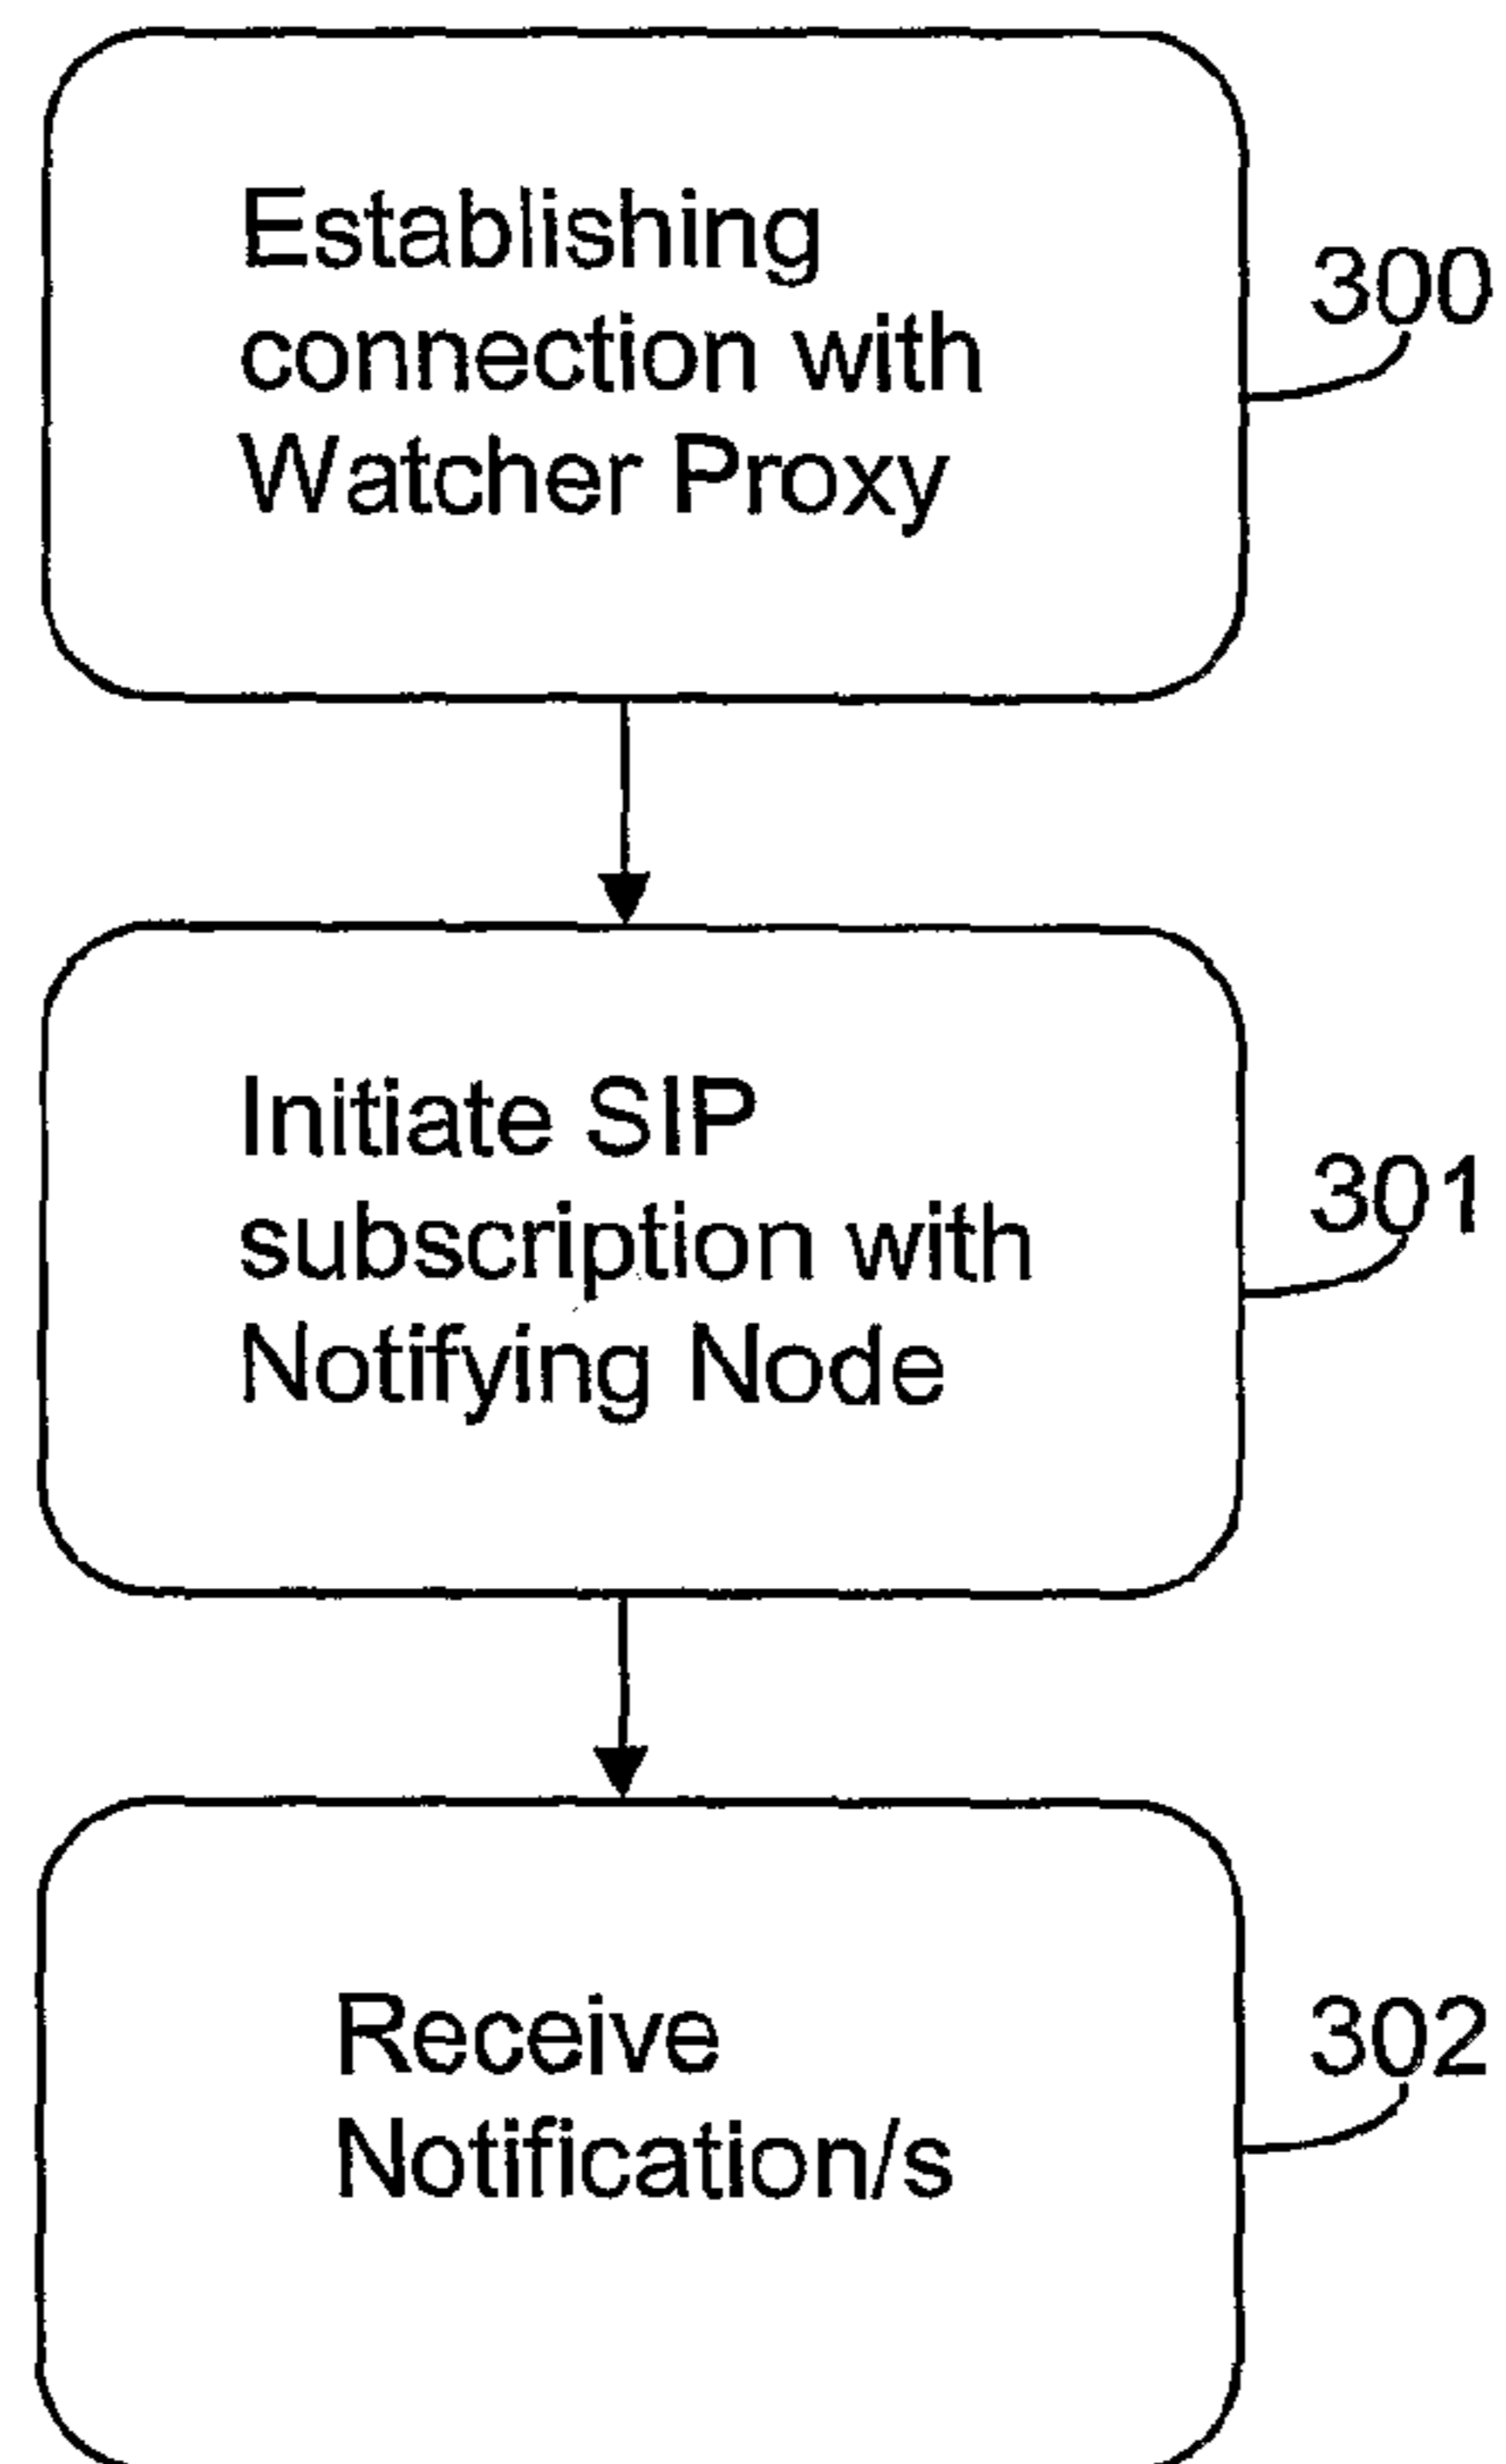 Establishing
connection with
Watcher Proxy
300
Initiate SIP
subscription with
Notifying Node
301
Receive
Notification/s
302